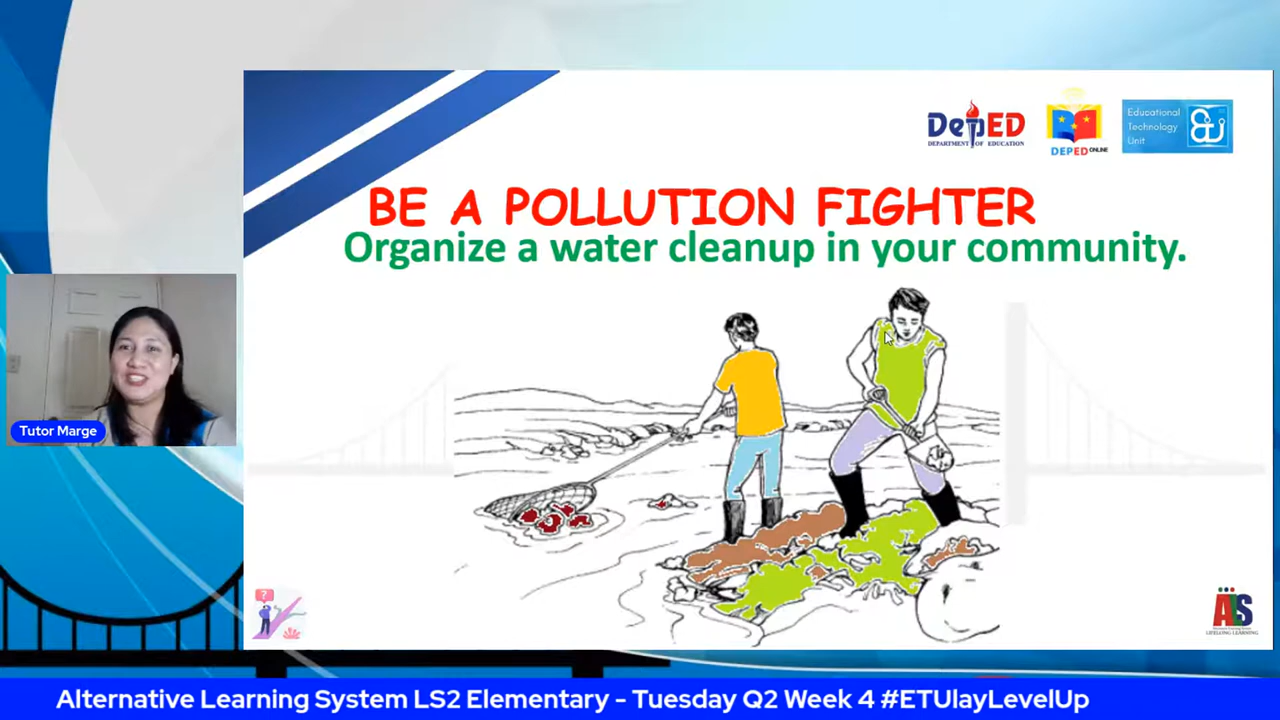 DepED
DEPARTMENT OF EDUCATION
DEPED ONLINE
Educational
Technology
Unit
BE A POLLUTION FIGHTER
Organize a water cleanup in your community.
Tutor Marge
?
ALS
LIFELONG LEARNING
Alternative Learning System LS2 Elementary - Tuesday Q2 Week 4 #ETUlayLevelUp